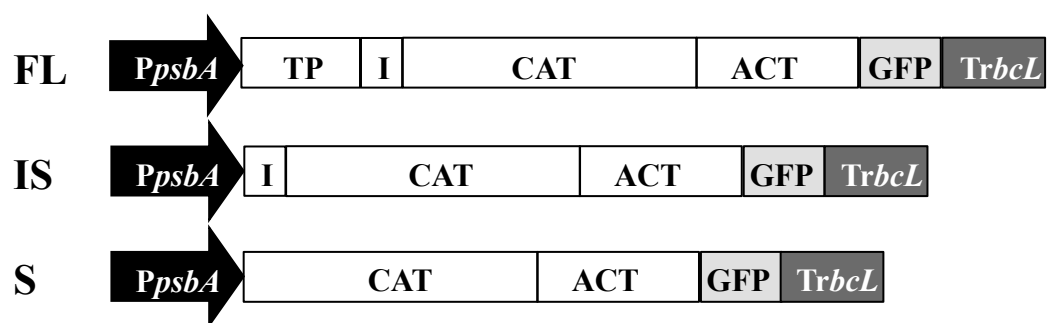 FL PpsbA TP I CAT ACT GFP TrbcL
IS PpsbA I CAT ACT GFP TrbcL
S PpsbA CAT ACT GFP TrbcL